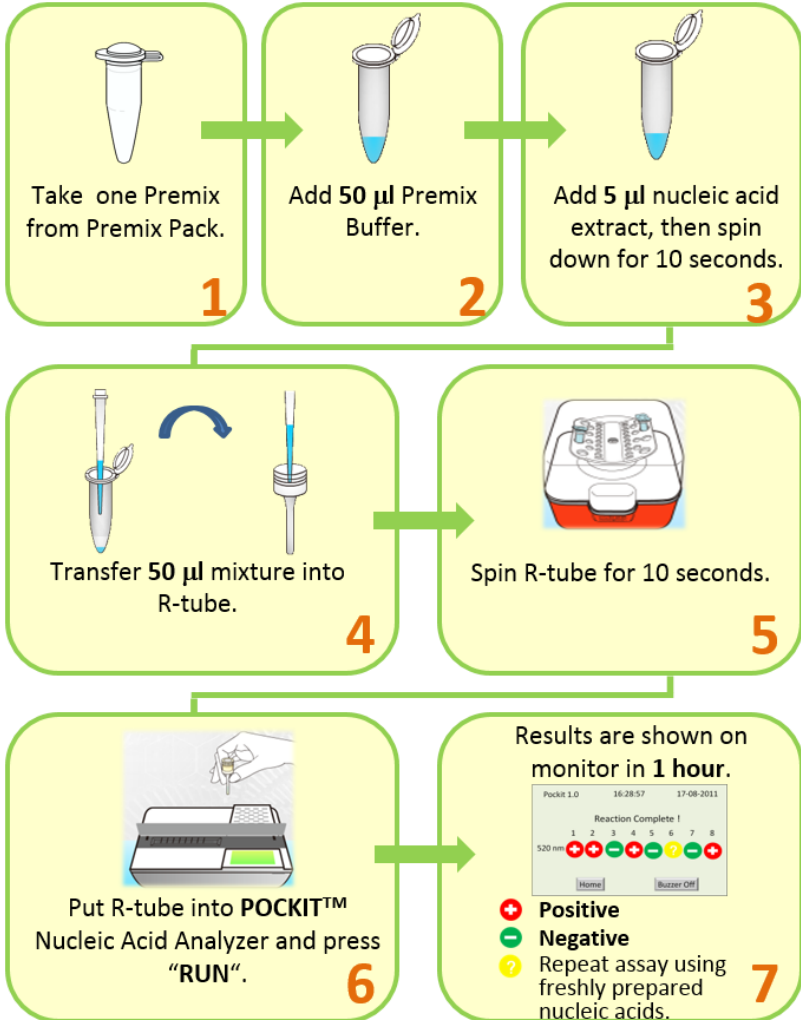 Take one Premix
from Premix Pack.
1
Add 50 µl Premix
Buffer.
2
Add 5 µl nucleic acid
extract, then spin
down for 10 seconds.
3
Transfer 50 µl mixture into
R-tube.
4
Spin R-tube for 10 seconds.
5
Put R-tube into POCKIT™
Nucleic Acid Analyzer and press
“RUN“.
6
Results are shown on
monitor in 1 hour.
Pockit 1.0 16:28:57 17-08-2011
Reaction Complete !
1 2 3 4 5 6 7 8
520 nm + + − + − ? − +
Home Buzzer Off
+ Positive
− Negative
? Repeat assay using
freshly prepared
nucleic acids.
7